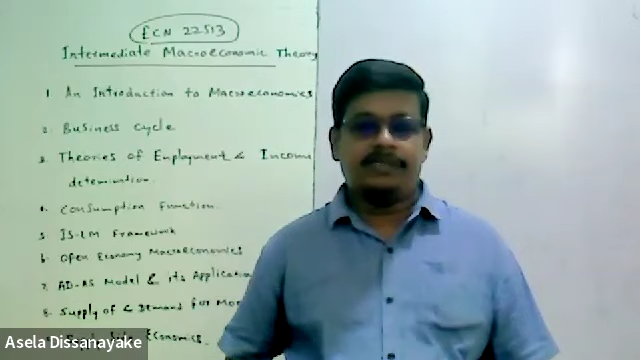 ECN 22513
Intermediate Macroeconomic Theory
1. An Introduction to Macroeconomics
2. Business Cycle
3. Theories of Employment & Income
determination.
4. Consumption Function.
5. IS-LM Framework
6. Open Economy Macroeconomics
7. AD-AS Model & its Application
8. Supply of & Demand for Mon
Economics.
Asela Dissanayake